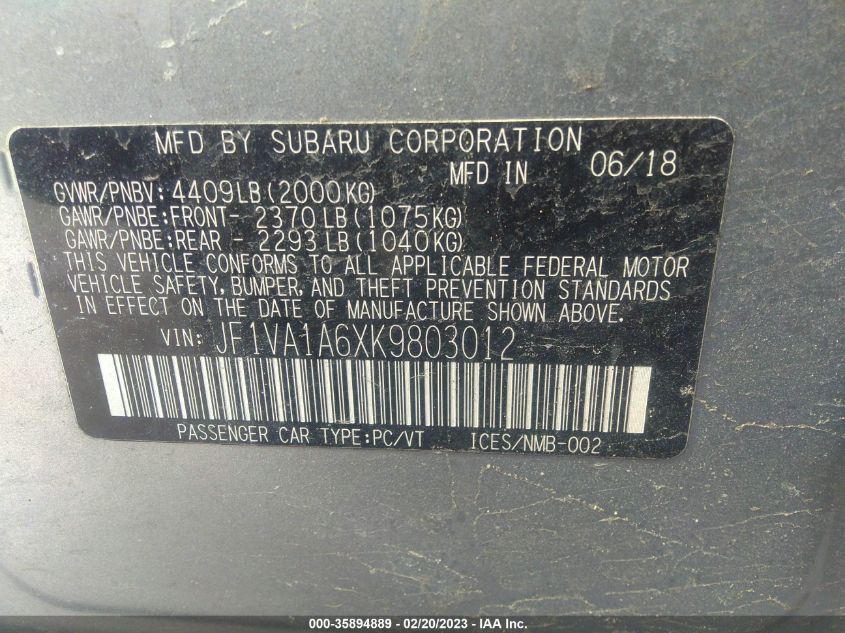 MFD BY SUBARU CORPORATION
MFD IN 06/18
GVWR/PNBV: 4409LB(2000KG)
GAWR/PNBE:FRONT- 2370LB(1075KG)
GAWR/PNBE:REAR - 2293LB(1040KG)
THIS VEHICLE CONFORMS TO ALL APPLICABLE FEDERAL MOTOR
VEHICLE SAFETY, BUMPER, AND THEFT PREVENTION STANDARDS
IN EFFECT ON THE DATE OF MANUFACTURE SHOWN ABOVE.
VIN: JF1VA1A6XK9803012
PASSENGER CAR TYPE:PC/VT ICES/NMB-002
000-35894889 - 02/20/2023 - IAA Inc.